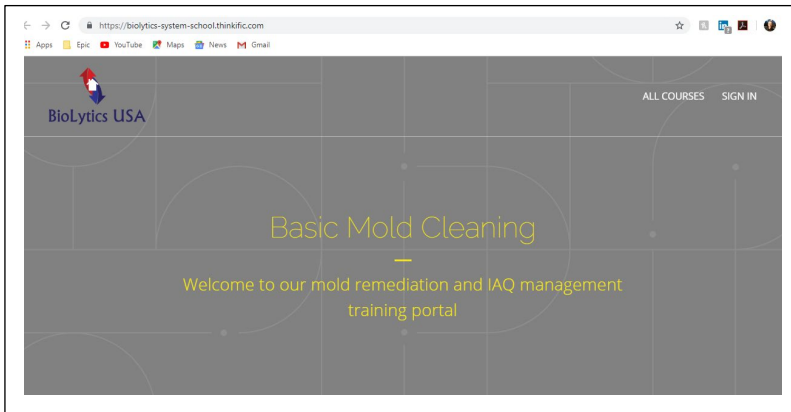 https://biolytics-system-school.thinkific.com
Apps Epic YouTube Maps News Gmail
BioLytics USA
ALL COURSES SIGN IN
Basic Mold Cleaning
Welcome to our mold remediation and IAQ management
training portal